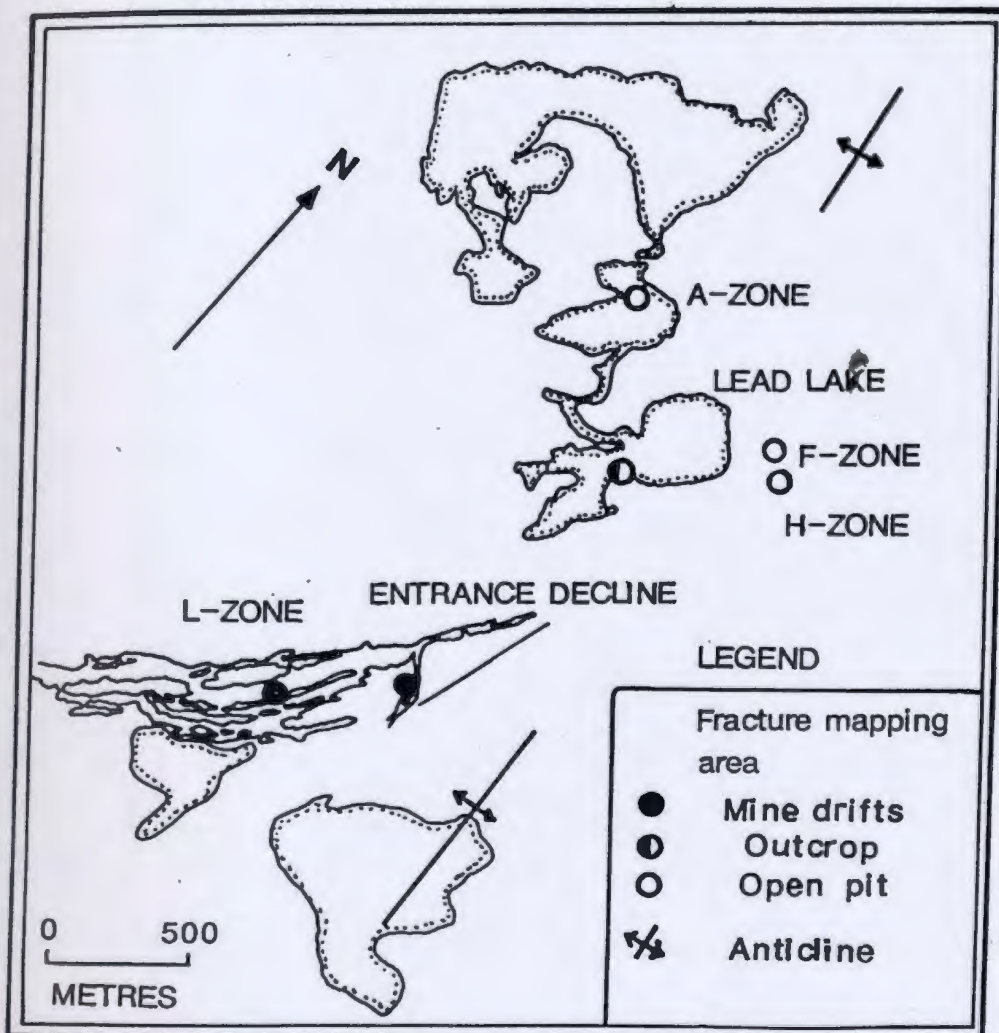 N
A-ZONE
LEAD LAKE
F-ZONE
H-ZONE
L-ZONE
ENTRANCE DECLINE
LEGEND
Fracture mapping
area
Mine drifts
Outcrop
Open pit
Anticline
0 500
METRES